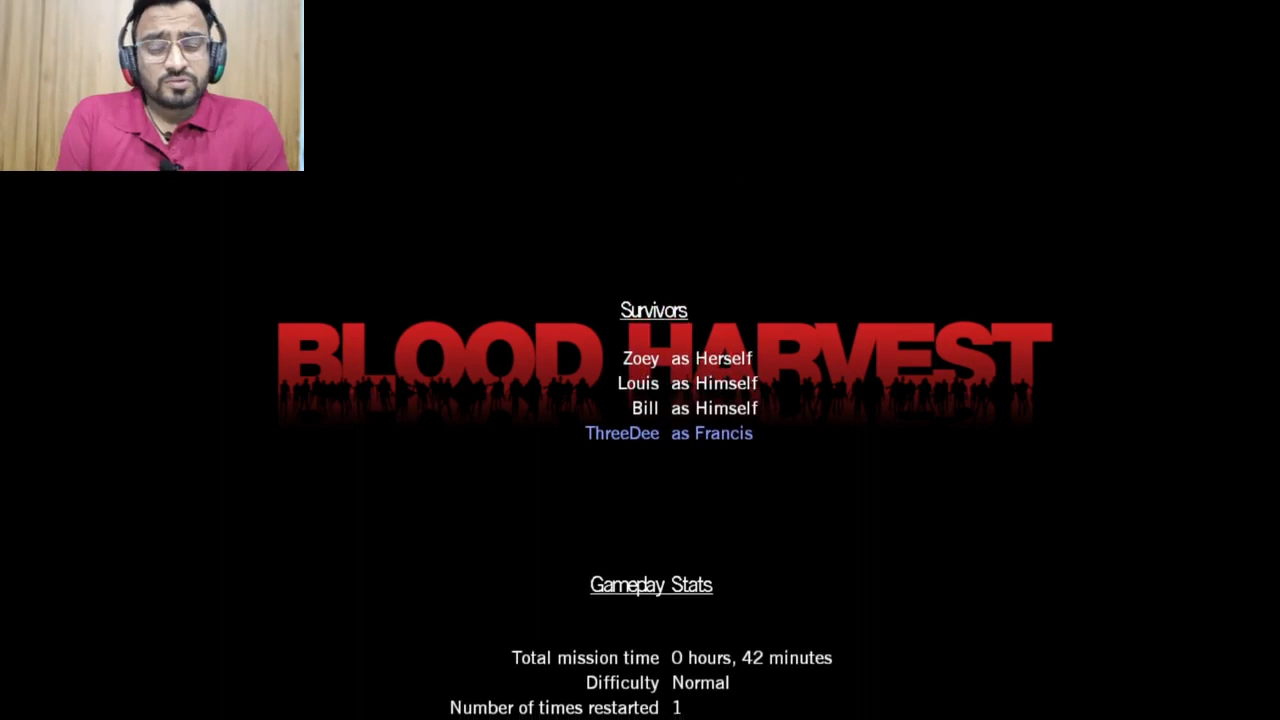 Survivors
BLOOD HARVEST
Zoey as Herself
Louis as Himself
Bill as Himself
ThreeDee as Francis
Gameplay Stats
Total mission time 0 hours, 42 minutes
Difficulty Normal
Number of times restarted 1